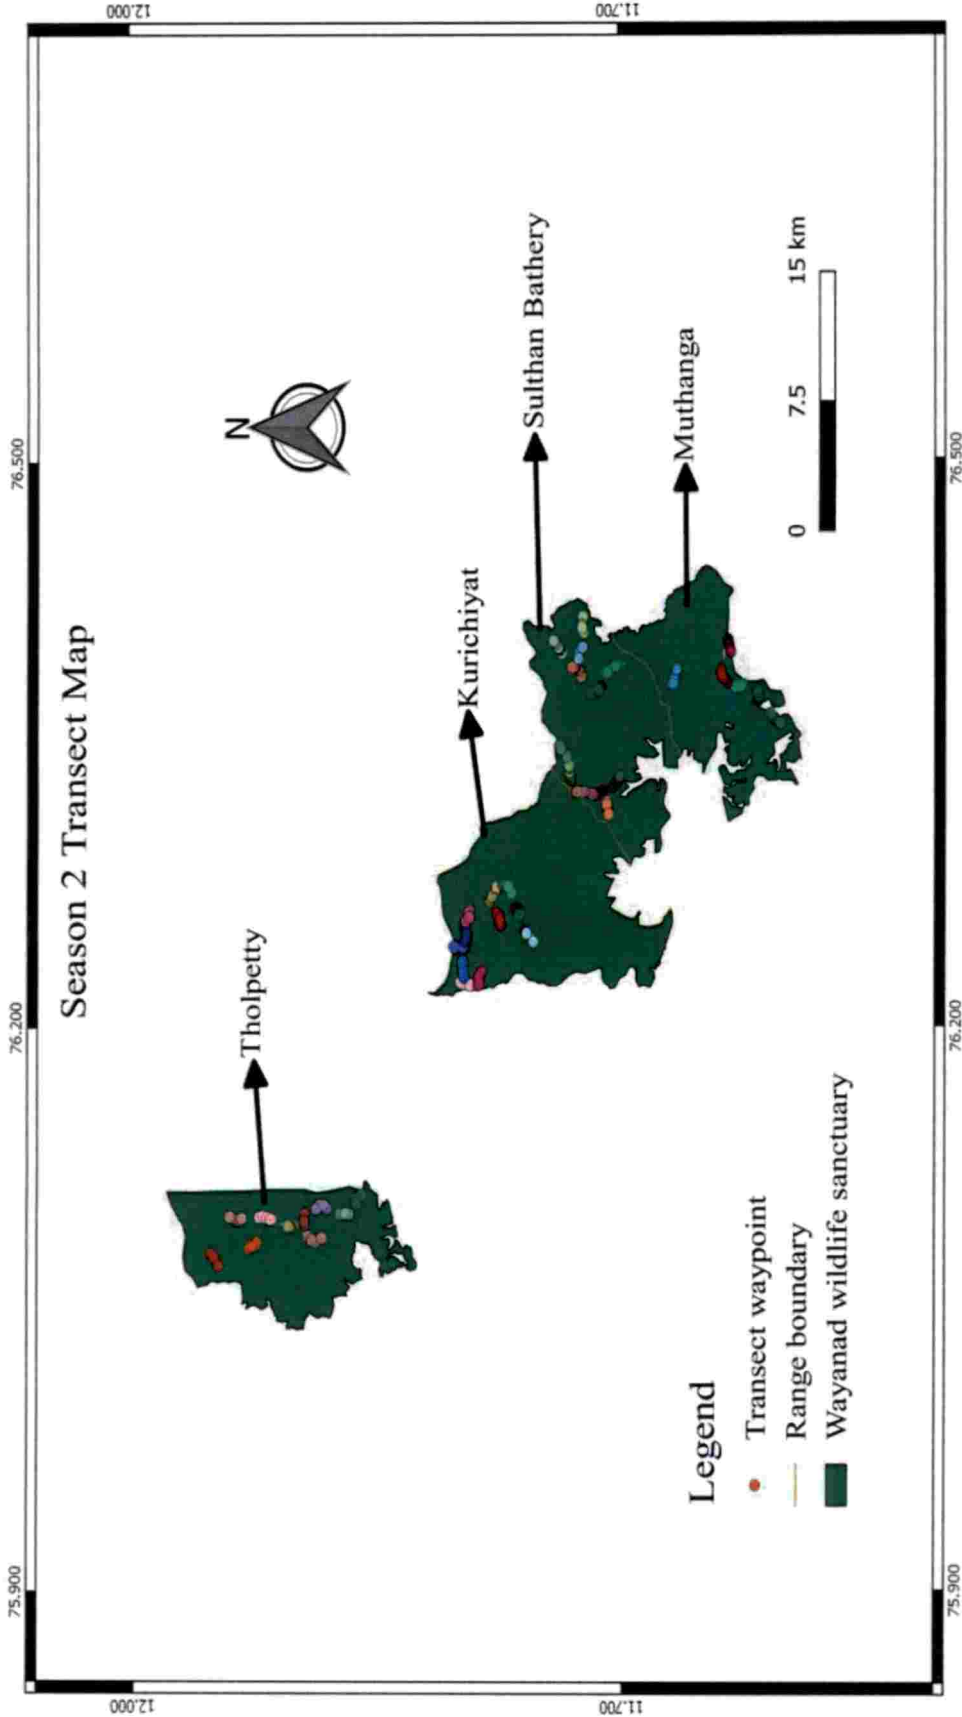 Season 2 Transect Map
75.900
76.200
76.500
12.000
12.000
N
Tholpetty
Kurichiyat
Sulthan Bathery
Muthanga
11.700
11.700
Legend
Transect waypoint
Range boundary
Wayanad wildlife sanctuary
0 7.5 15 km
75.900
76.200
76.500